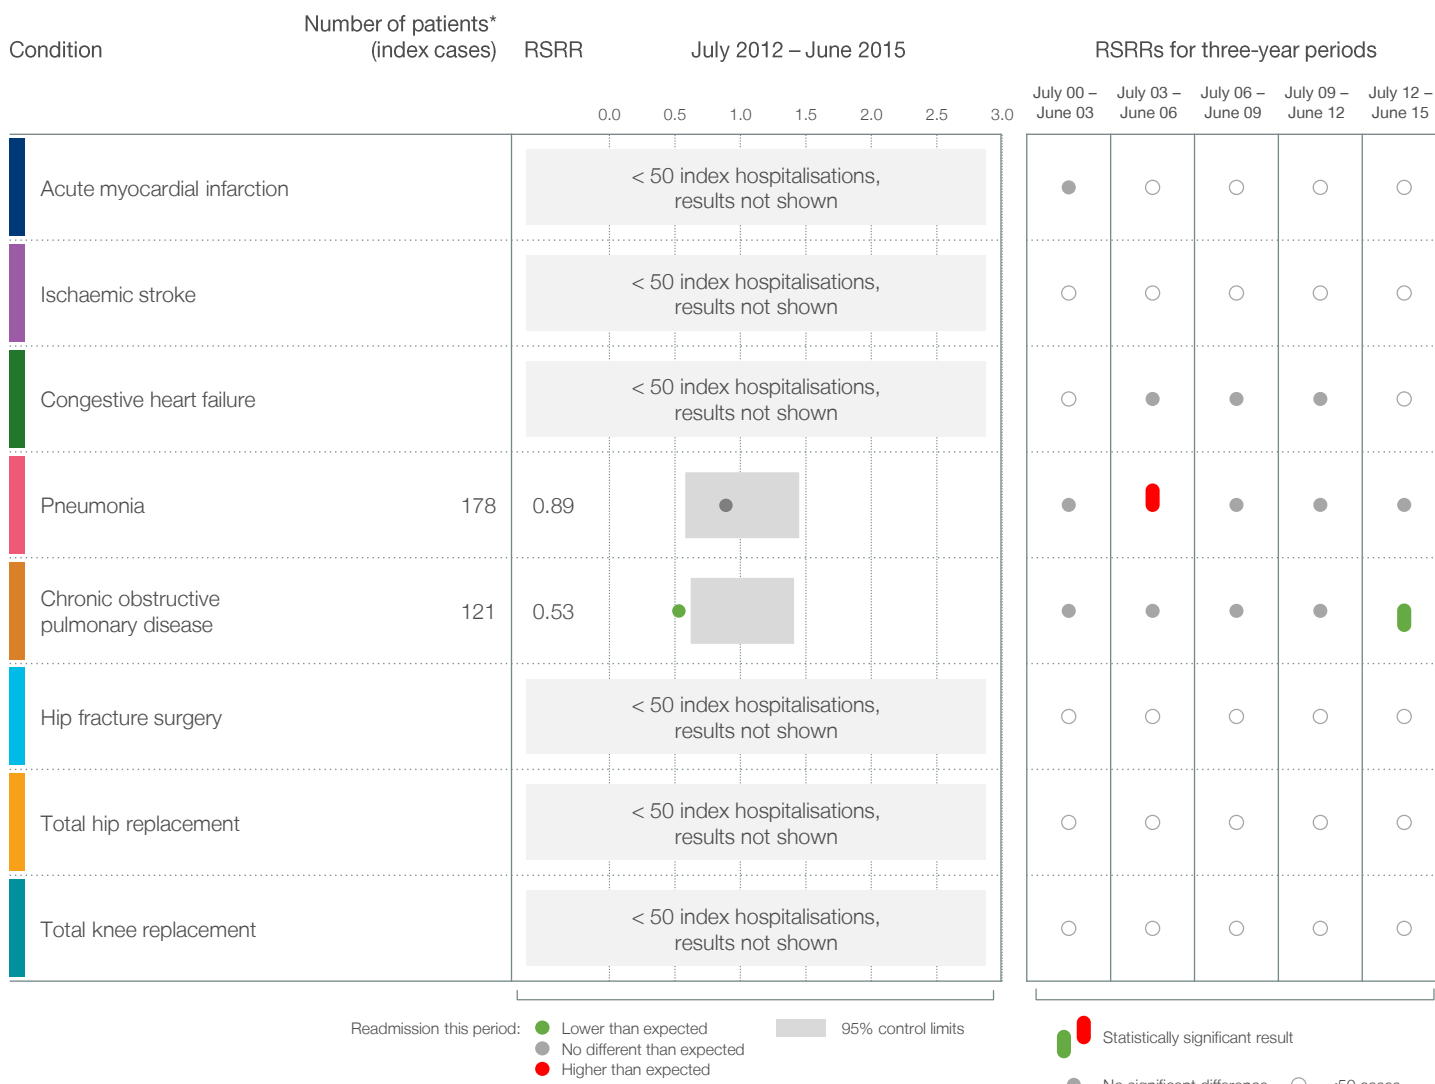 Condition
Number of patients*
(index cases)
RSRR
July 2012 – June 2015
RSRRs for three-year periods
July 00 –
June 03
July 03 –
June 06
July 06 –
June 09
July 09 –
June 12
July 12 –
June 15
0.0 0.5 1.0 1.5 2.0 2.5 3.0
Acute myocardial infarction
< 50 index hospitalisations,
results not shown
Ischaemic stroke
< 50 index hospitalisations,
results not shown
Congestive heart failure
< 50 index hospitalisations,
results not shown
Pneumonia 178 0.89
Chronic obstructive
pulmonary disease
121 0.53
Hip fracture surgery
< 50 index hospitalisations,
results not shown
Total hip replacement
< 50 index hospitalisations,
results not shown
Total knee replacement
< 50 index hospitalisations,
results not shown
Readmission this period:
Lower than expected
No different than expected
Higher than expected
95% control limits
Statistically significant result
No significant difference
<50 cases